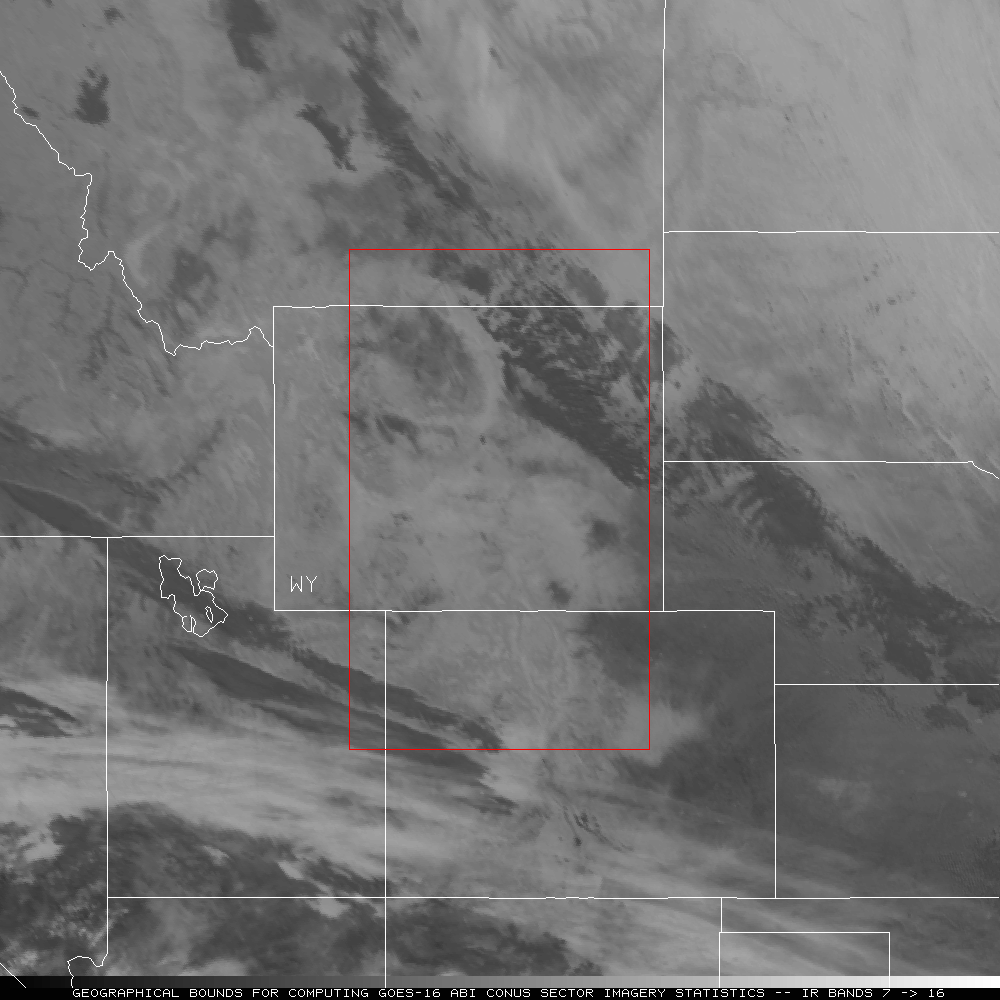 WY
GEOGRAPHICAL BOUNDS FOR COMPUTING GOES-16 ABI CONUS SECTOR IMAGERY STATISTICS -- IR BANDS 7 -> 16